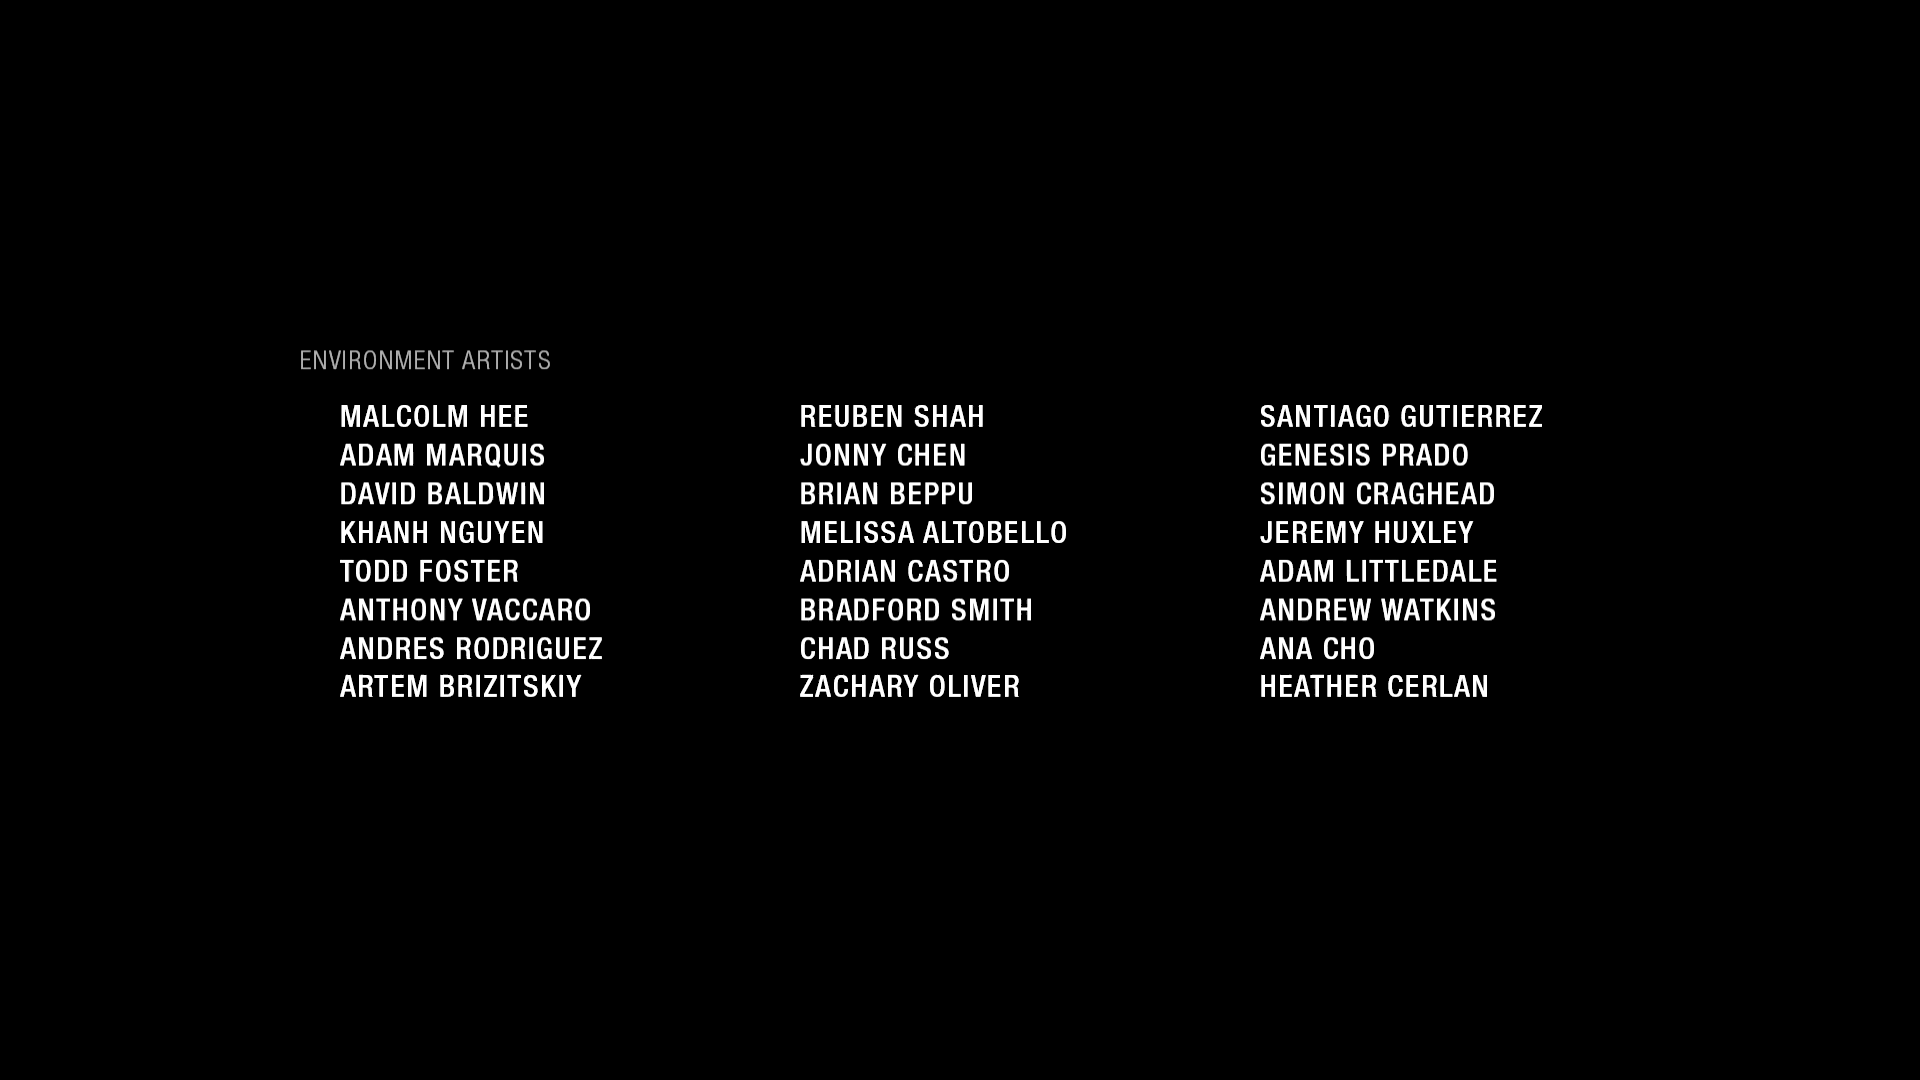 ENVIRONMENT ARTISTS
MALCOLM HEE
ADAM MARQUIS
DAVID BALDWIN
KHANH NGUYEN
TODD FOSTER
ANTHONY VACCARO
ANDRES RODRIGUEZ
ARTEM BRIZITSKIY
REUBEN SHAH
JONNY CHEN
BRIAN BEPPU
MELISSA ALTOBELLO
ADRIAN CASTRO
BRADFORD SMITH
CHAD RUSS
ZACHARY OLIVER
SANTIAGO GUTIERREZ
GENESIS PRADO
SIMON CRAGHEAD
JEREMY HUXLEY
ADAM LITTLEDALE
ANDREW WATKINS
ANA CHO
HEATHER CERLAN